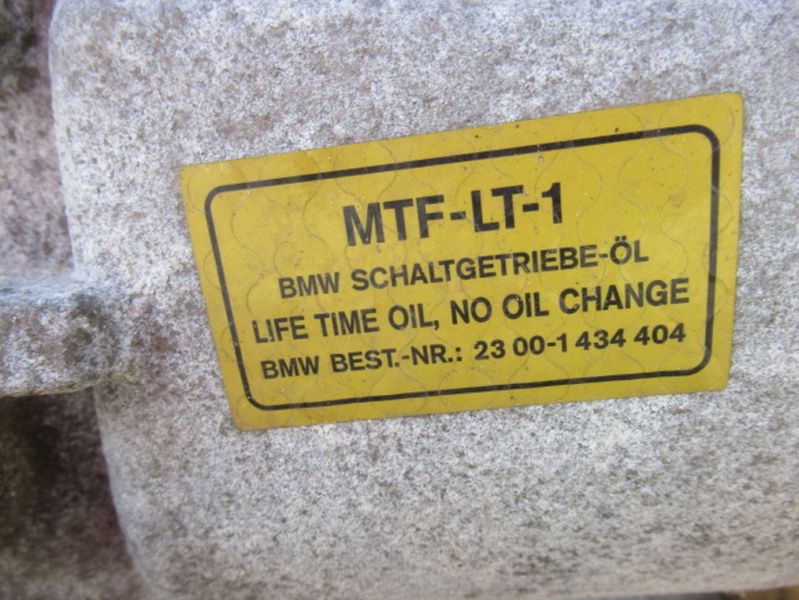 MTF-LT-1
BMW SCHALTGETRIEBE-ÖL
LIFE TIME OIL, NO OIL CHANGE
BMW BEST.-NR.: 23 00-1 434 404